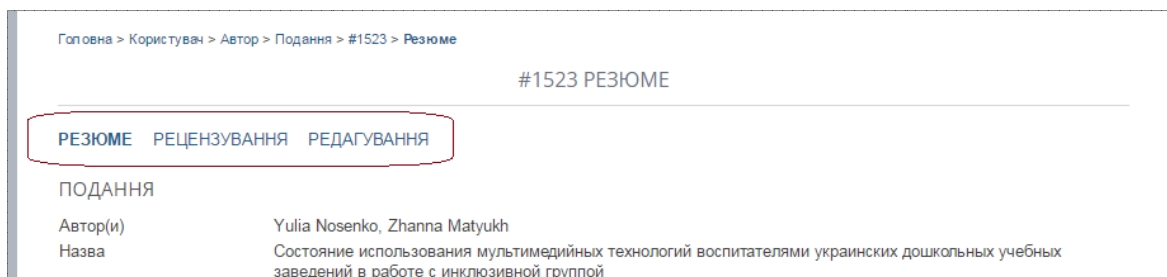 Головна > Користувач > Автор > Подання > #1523 > Резюме
#1523 РЕЗЮМЕ
РЕЗЮМЕ РЕЦЕНЗУВАННЯ РЕДАГУВАННЯ
ПОДАННЯ
Автор(и) Yulia Nosenko, Zhanna Matyukh
Назва Состояние использования мультимедийных технологий воспитателями украинских дошкольных учебных
заведений в работе с инклюзивной группой